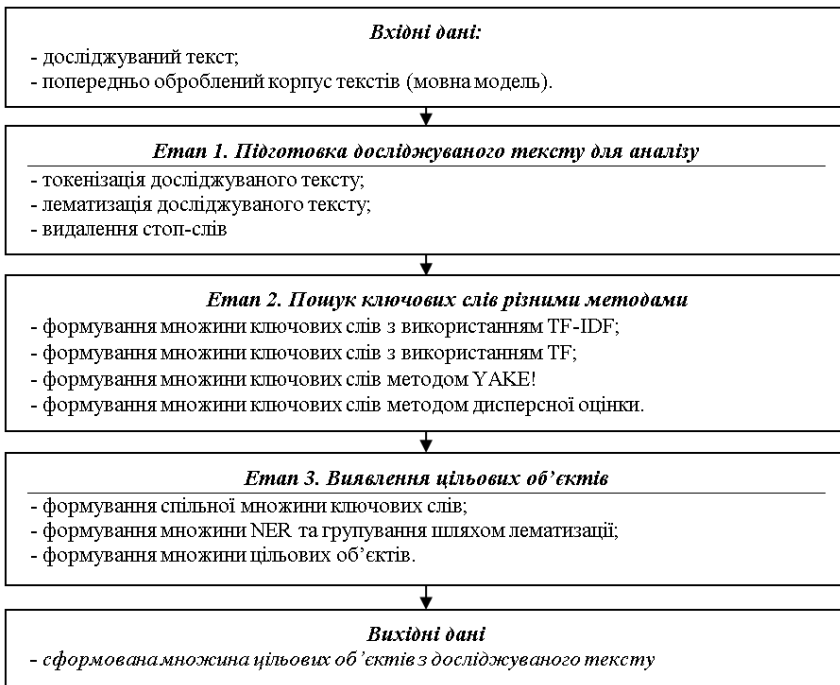 Вхідні дані:
- досліджуваний текст;
- попередньо оброблений корпус текстів (мовна модель).
Етап 1. Підготовка досліджуваного тексту для аналізу
- токенізація досліджуваного тексту;
- лематизація досліджуваного тексту;
- видалення стоп-слів
Етап 2. Пошук ключових слів різними методами
- формування множини ключових слів з використанням TF-IDF;
- формування множини ключових слів з використанням TF;
- формування множини ключових слів методом YAKE!
- формування множини ключових слів методом дисперсної оцінки.
Етап 3. Виявлення цільових об’єктів
- формування спільної множини ключових слів;
- формування множини NER та групування шляхом лематизації;
- формування множини цільових об’єктів.
Вихідні дані
- сформована множина цільових об’єктів з досліджуваного тексту